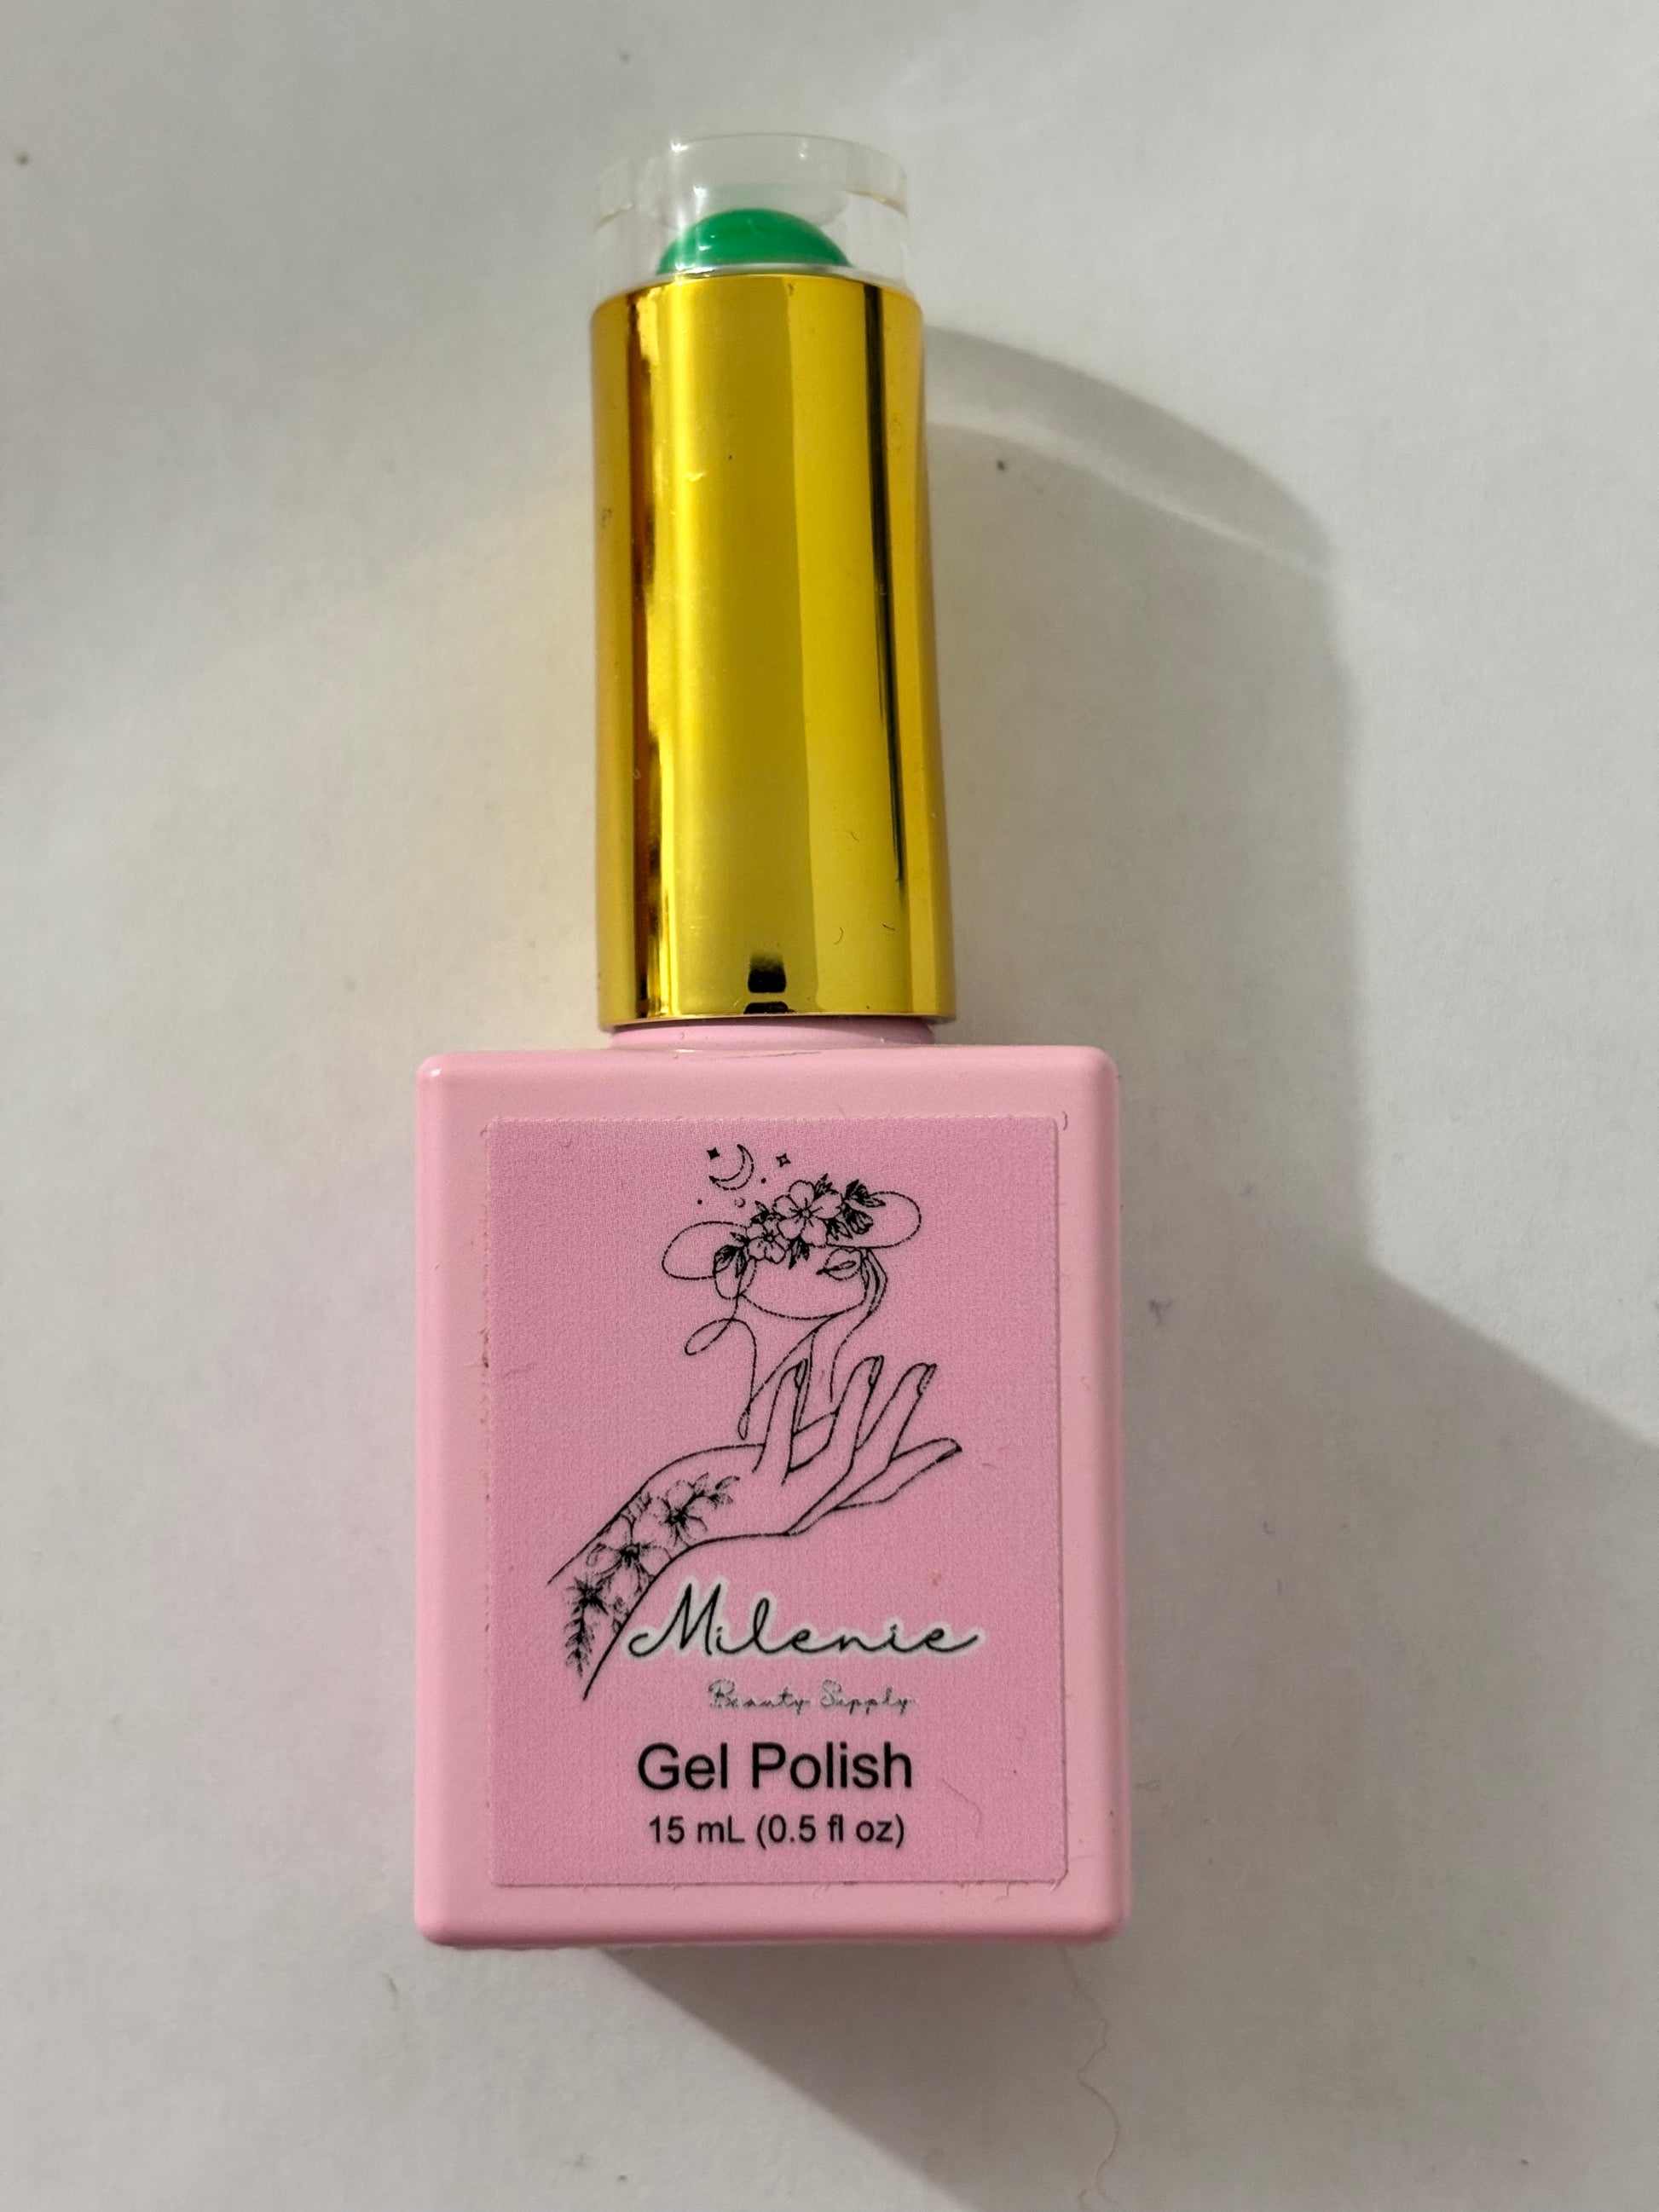 Milenie
Beauty Supply
Gel Polish
15 mL (0.5 fl oz)